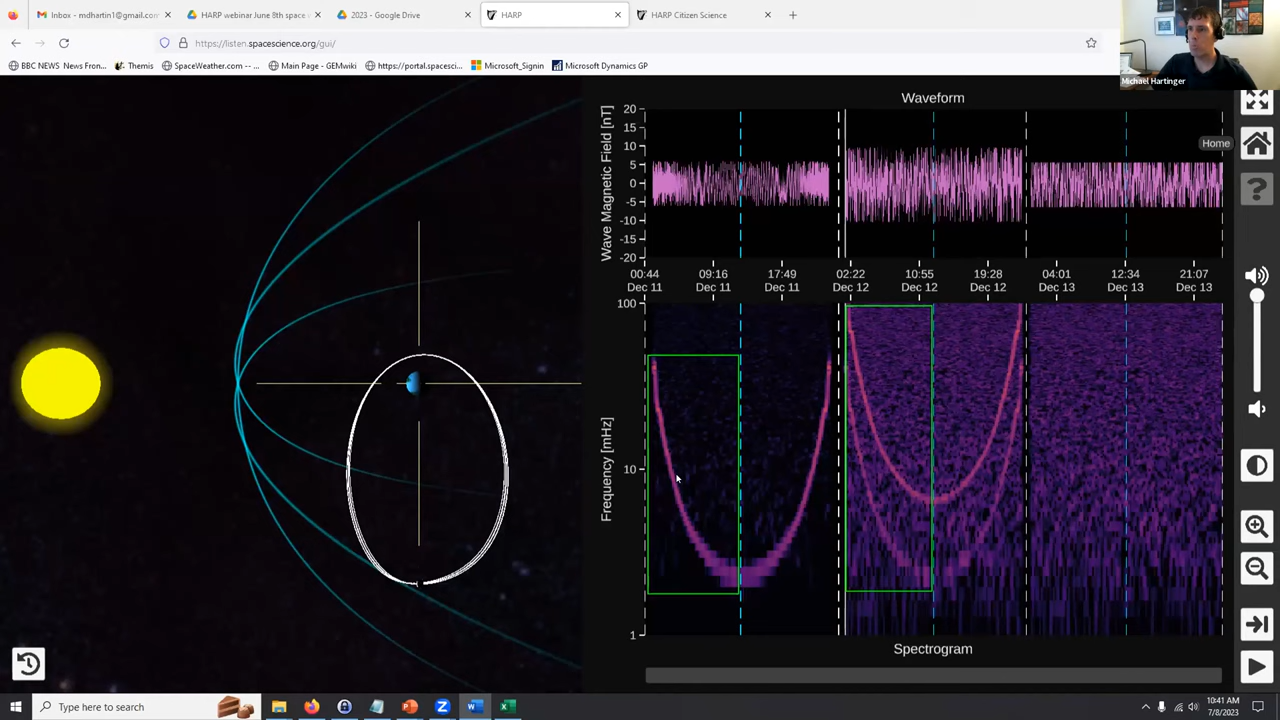 Inbox - mdhartin1@gmail.com
HARP webinar June 8th space w
2023 - Google Drive
HARP
HARP Citizen Science
https://listen.spacescience.org/gui/
BBC NEWS News Fron...
Themis
SpaceWeather.com -- ...
Main Page - GEMwiki
https://portal.spacesci...
Microsoft_Signin
Microsoft Dynamics GP
Michael Hartinger
Waveform
Home
Wave Magnetic Field [nT]
20
15
10
5
0
-5
-10
-15
-20
00:44 09:16 17:49 02:22 10:55 19:28 04:01 12:34 21:07
Dec 11 Dec 11 Dec 11 Dec 12 Dec 12 Dec 12 Dec 13 Dec 13 Dec 13
Frequency [mHz]
100
10
1
Spectrogram
Type here to search
10:41 AM
7/8/2023